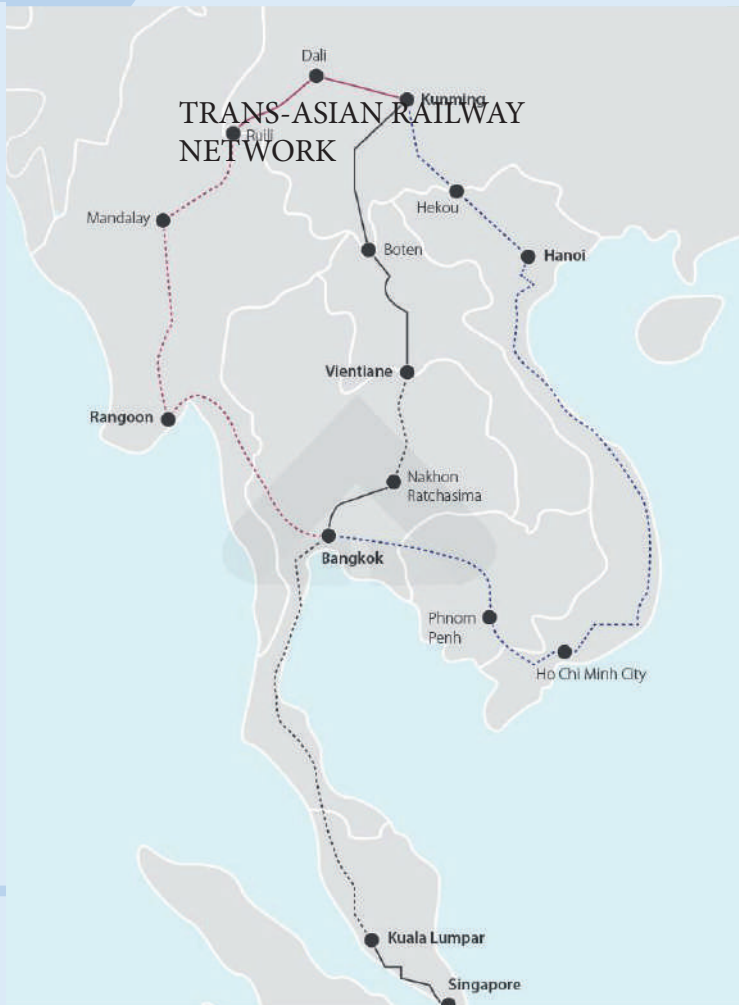 Dali
Kunming
TRANS-ASIAN RAILWAY
NETWORK
Ruili
Hekou
Mandalay
Boten
Hanoi
Vientiane
Rangoon
Nakhon
Ratchasima
Bangkok
Phnom
Penh
Ho Chi Minh City
Kuala Lumpar
Singapore